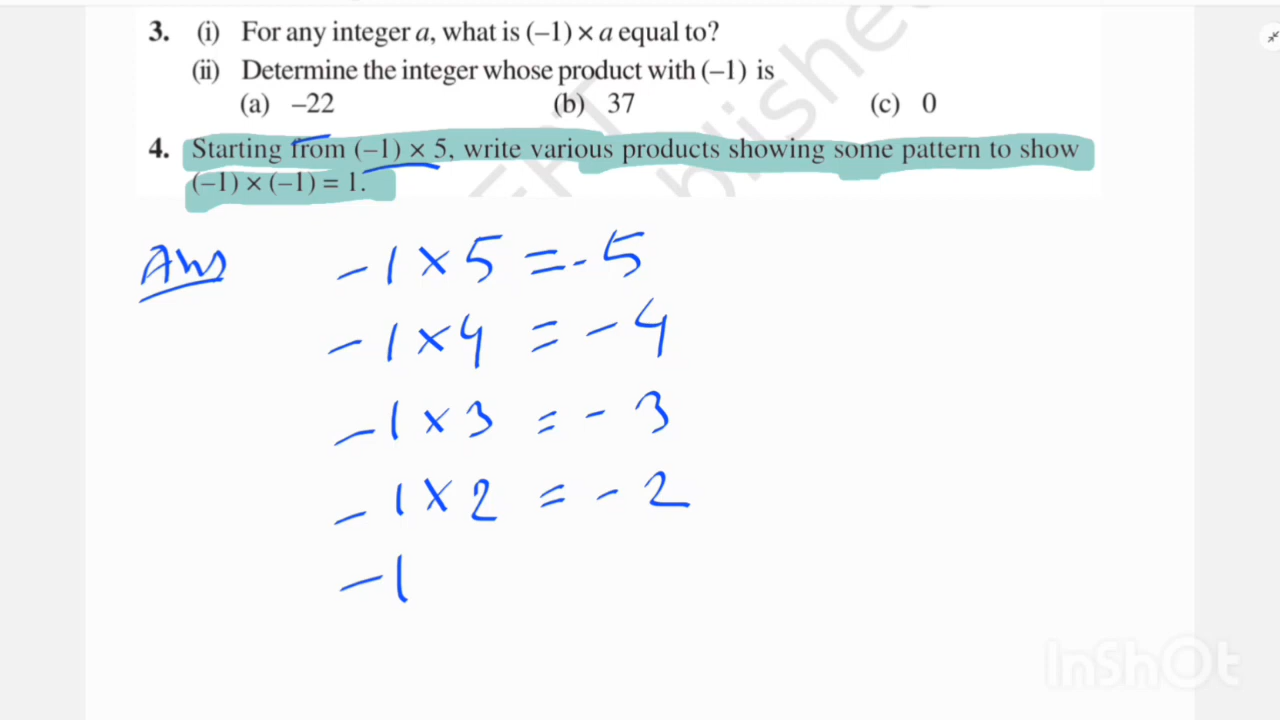 3. (i) For any integer a, what is (–1) × a equal to?
(ii) Determine the integer whose product with (–1) is
(a) –22 (b) 37 (c) 0
4. Starting from (–1) × 5, write various products showing some pattern to show
(–1) × (–1) = 1.
Ans -1 × 5 = -5
-1 × 4 = -4
-1 × 3 = -3
-1 × 2 = -2
-1
InShOt